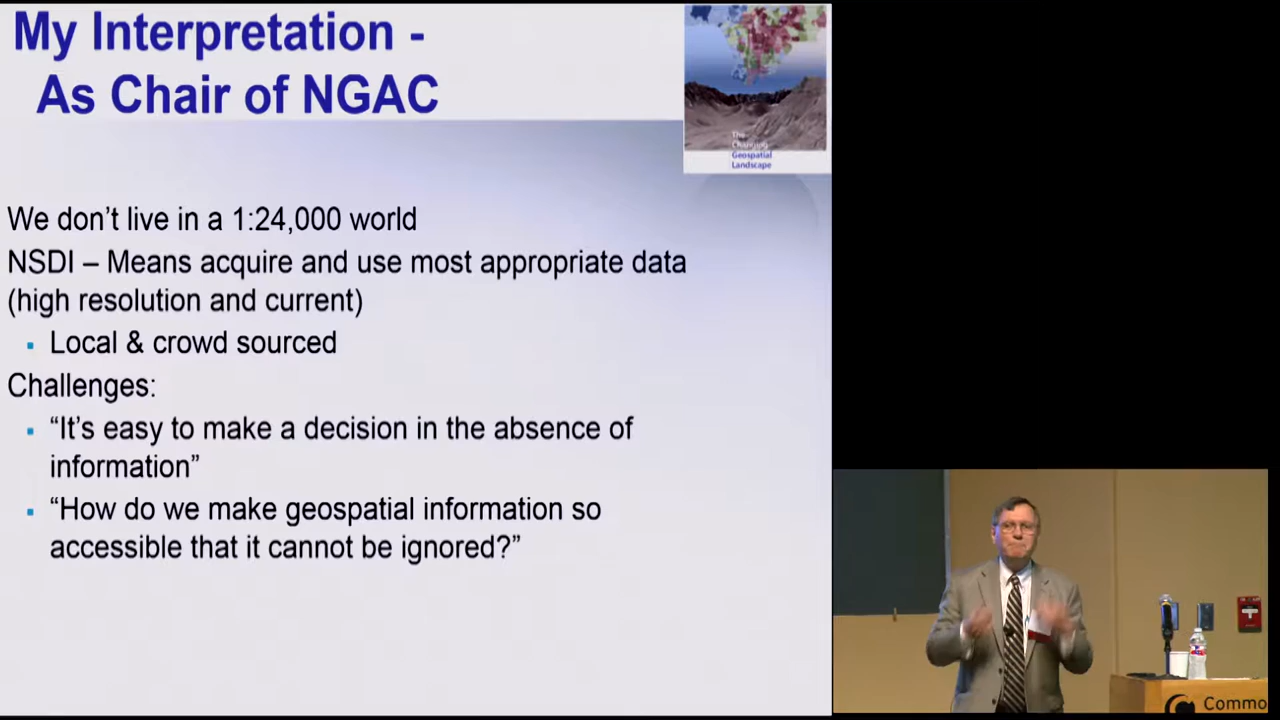 My Interpretation -
As Chair of NGAC
The
Changing
Geospatial
Landscape
We don’t live in a 1:24,000 world
NSDI – Means acquire and use most appropriate data
(high resolution and current)
Local & crowd sourced
Challenges:
“It’s easy to make a decision in the absence of
information”
“How do we make geospatial information so
accessible that it cannot be ignored?”
Commo